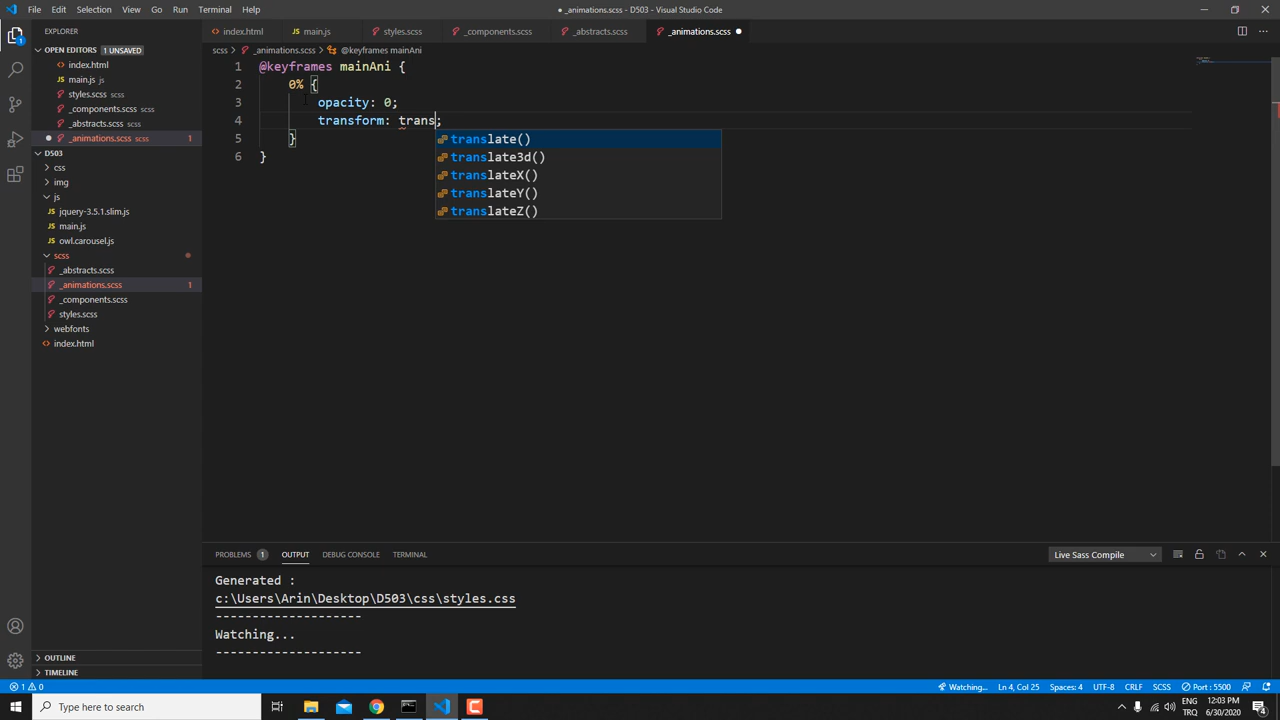 File Edit Selection View Go Run Terminal Help
● _animations.scss - D503 - Visual Studio Code
EXPLORER
OPEN EDITORS 1 UNSAVED
index.html
main.js js
styles.scss scss
_components.scss scss
_abstracts.scss scss
_animations.scss scss 1
D503
css
img
js
jquery-3.5.1.slim.js
main.js
owl.carousel.js
scss
_abstracts.scss
_animations.scss 1
_components.scss
styles.scss
webfonts
index.html
OUTLINE
TIMELINE
index.html main.js styles.scss _components.scss _abstracts.scss _animations.scss
scss > _animations.scss > @keyframes mainAni
1 @keyframes mainAni {
2 0% {
3 opacity: 0;
4 transform: trans;
5 }
6 }
translate()
translate3d()
translateX()
translateY()
translateZ()
PROBLEMS 1 OUTPUT DEBUG CONSOLE TERMINAL
Live Sass Compile
Generated :
c:\Users\Arin\Desktop\D503\css\styles.css
--------------------
Watching...
--------------------
1 0
Watching... Ln 4, Col 25 Spaces: 4 UTF-8 CRLF SCSS Port : 5500
Type here to search
ENG
TRQ
12:03 PM
6/30/2020